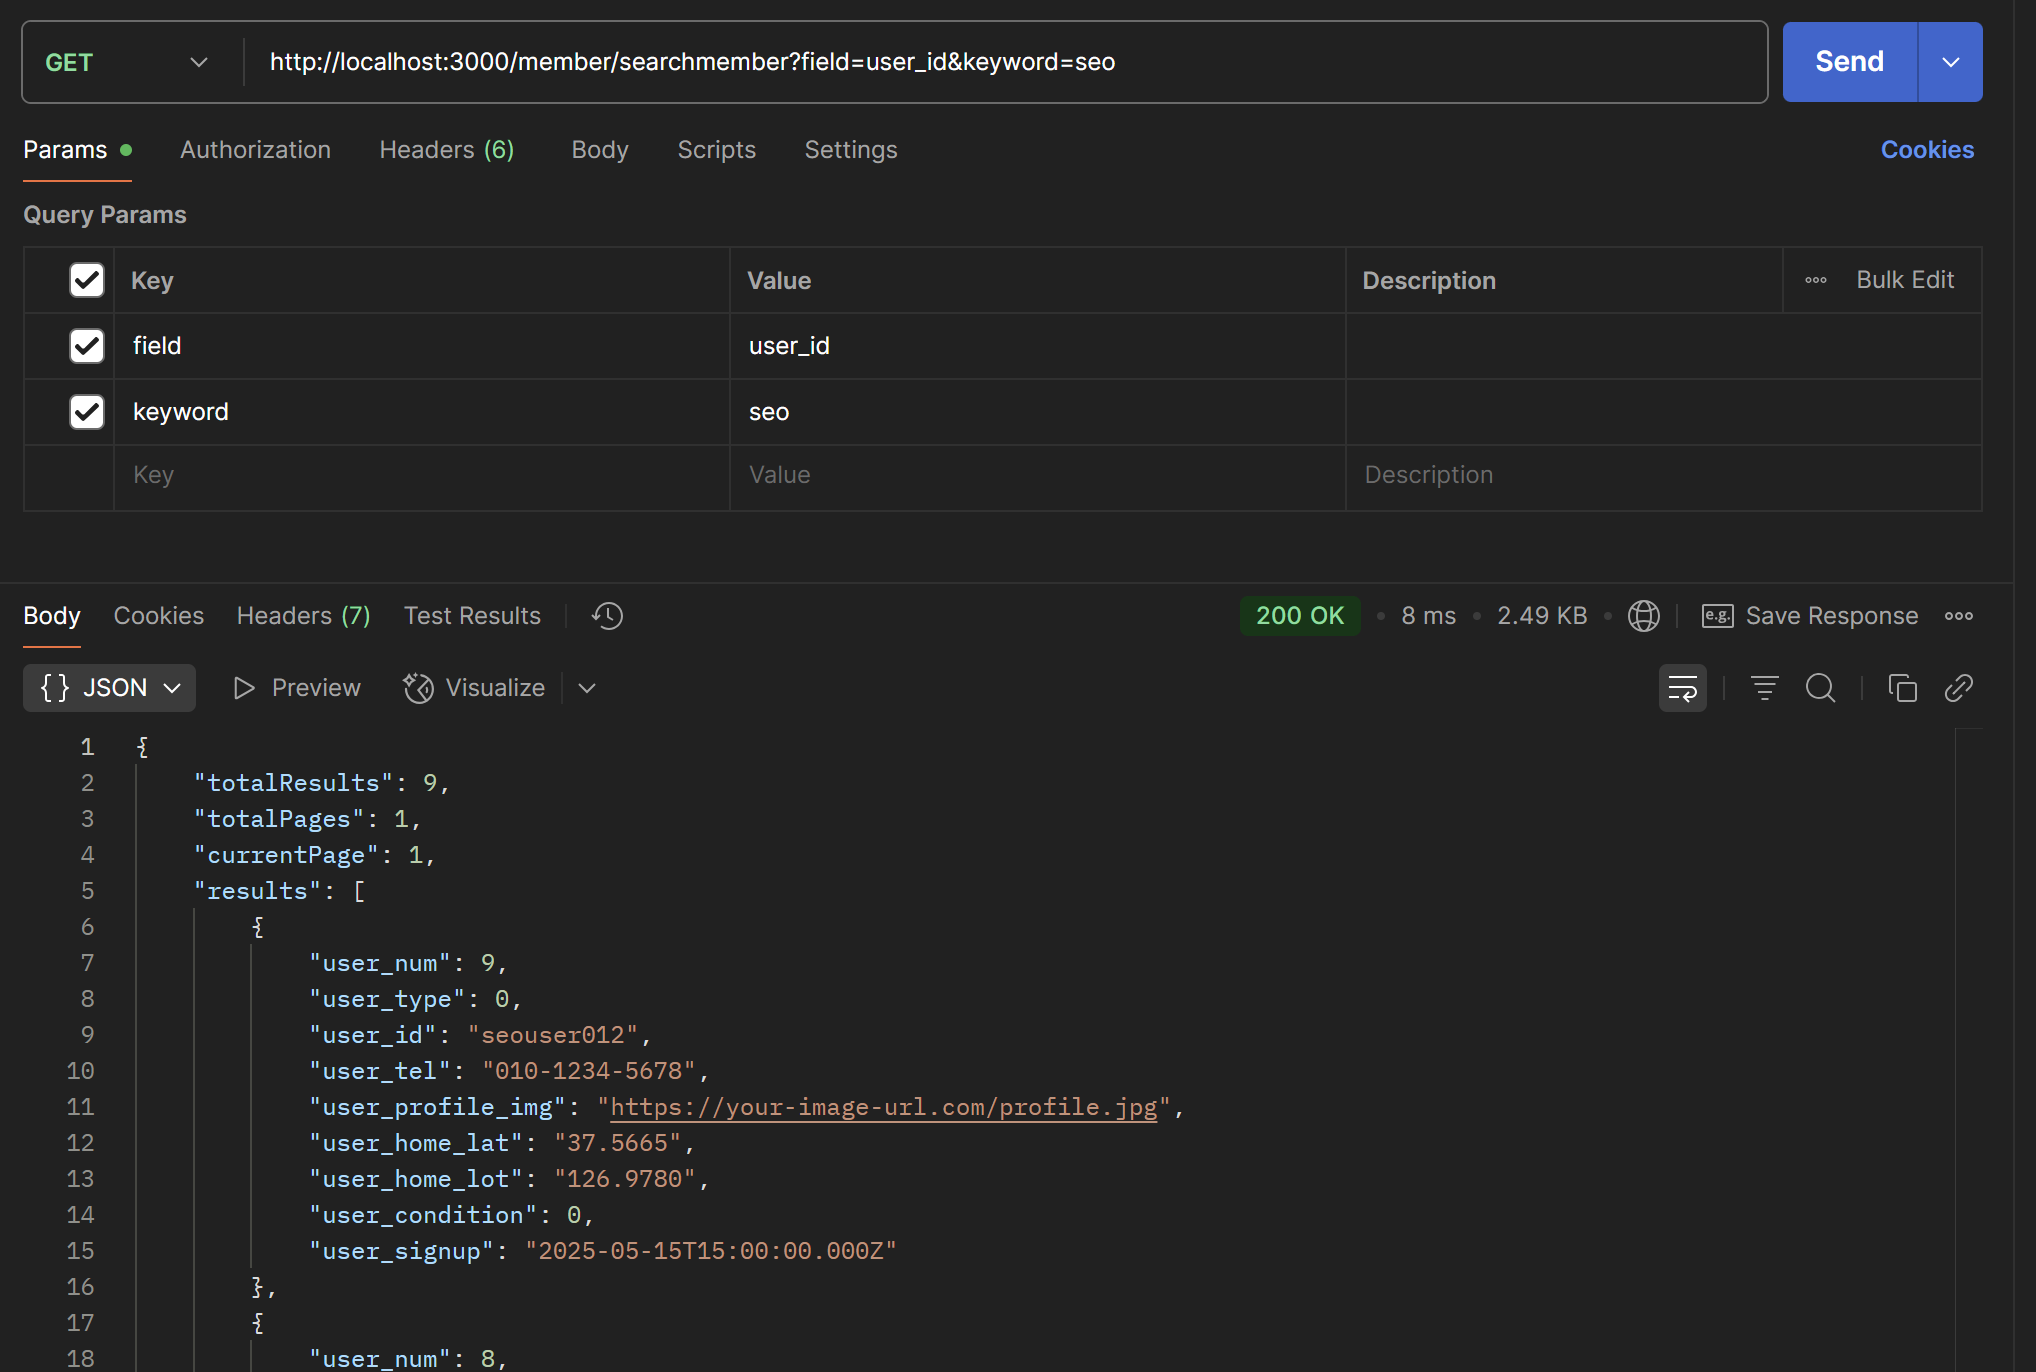 GET http://localhost:3000/member/searchmember?field=user_id&keyword=seo Send
Params Authorization Headers (6) Body Scripts Settings Cookies
Query Params
Key Value Description Bulk Edit
field user_id
keyword seo
Key Value Description
Body Cookies Headers (7) Test Results 200 OK 8 ms 2.49 KB e.g. Save Response
{} JSON Preview Visualize
1 {
2 "totalResults": 9,
3 "totalPages": 1,
4 "currentPage": 1,
5 "results": [
6 {
7 "user_num": 9,
8 "user_type": 0,
9 "user_id": "seouser012",
10 "user_tel": "010-1234-5678",
11 "user_profile_img": "https://your-image-url.com/profile.jpg",
12 "user_home_lat": "37.5665",
13 "user_home_lot": "126.9780",
14 "user_condition": 0,
15 "user_signup": "2025-05-15T15:00:00.000Z"
16 },
17 {
18 "user_num": 8,